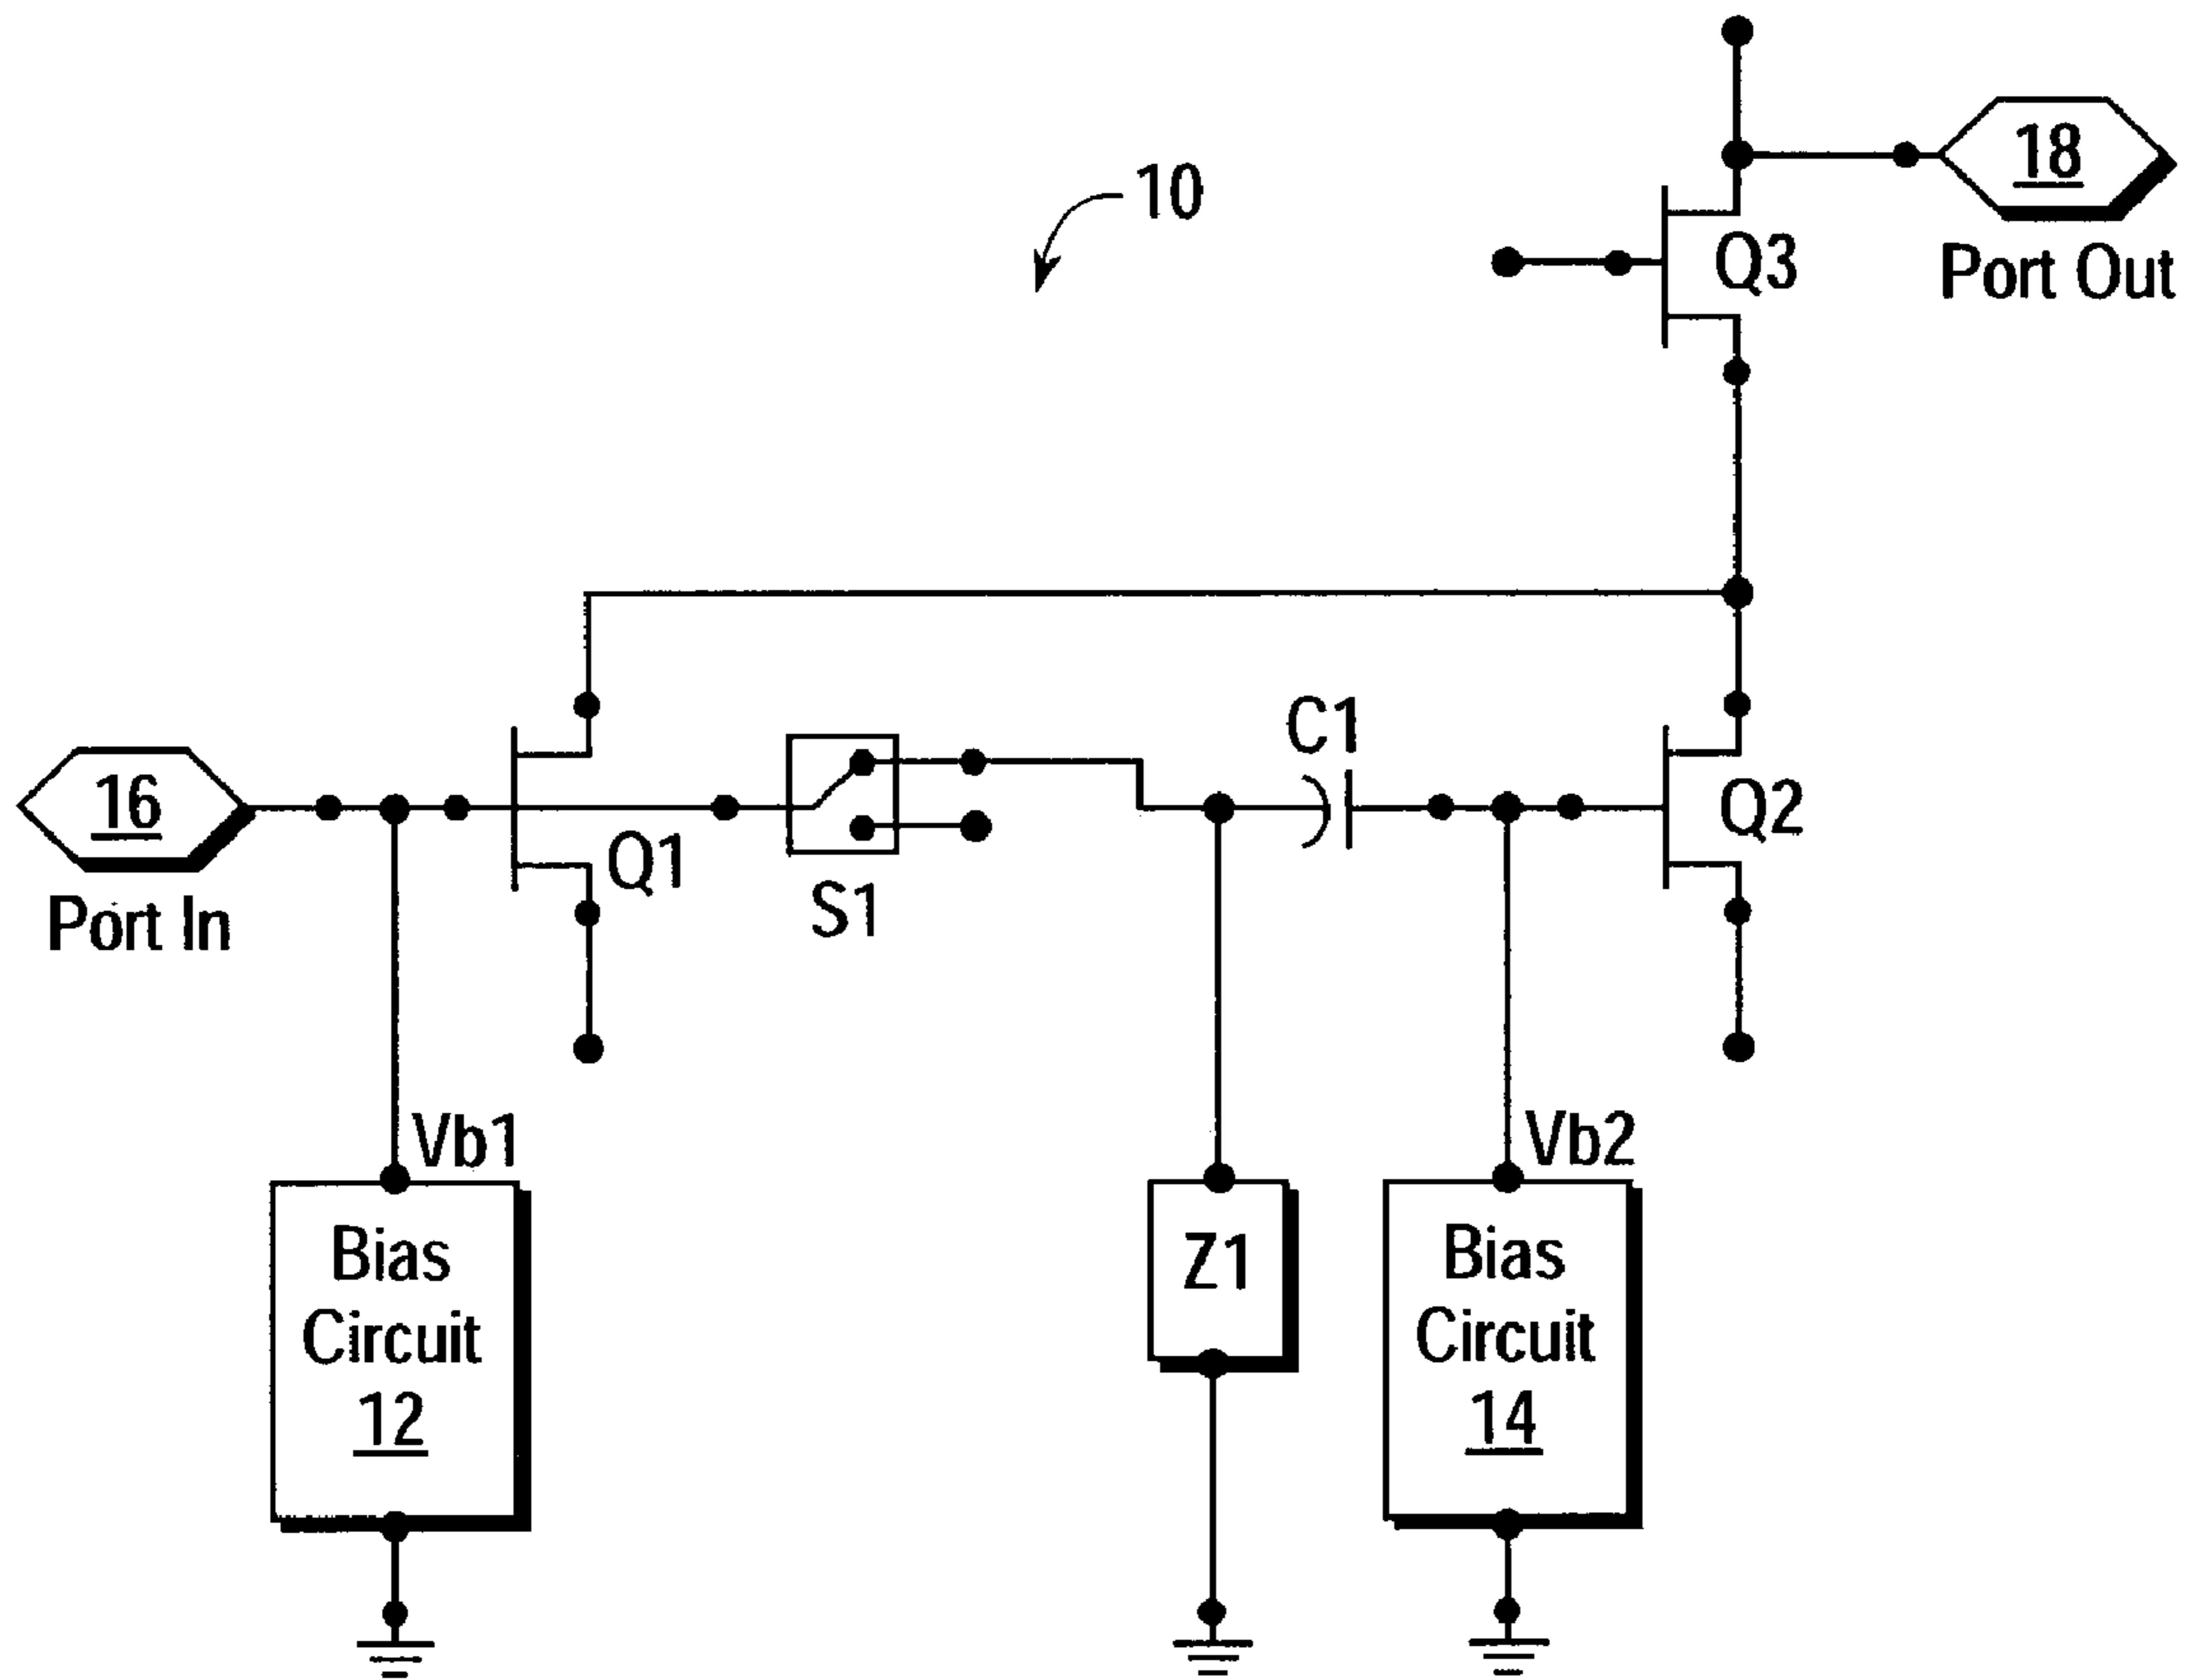 10
18
Port Out
Q3
C1
16
Port In
Q1
S1
Q2
Vb1
Vb2
Bias
Circuit
12
Z1
Bias
Circuit
14